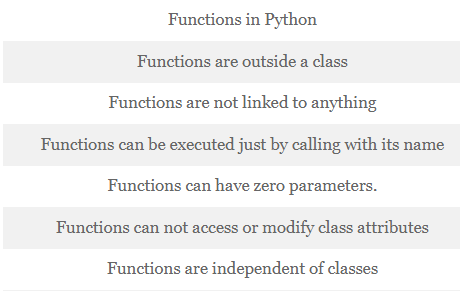 Functions in Python
Functions are outside a class
Functions are not linked to anything
Functions can be executed just by calling with its name
Functions can have zero parameters.
Functions can not access or modify class attributes
Functions are independent of classes